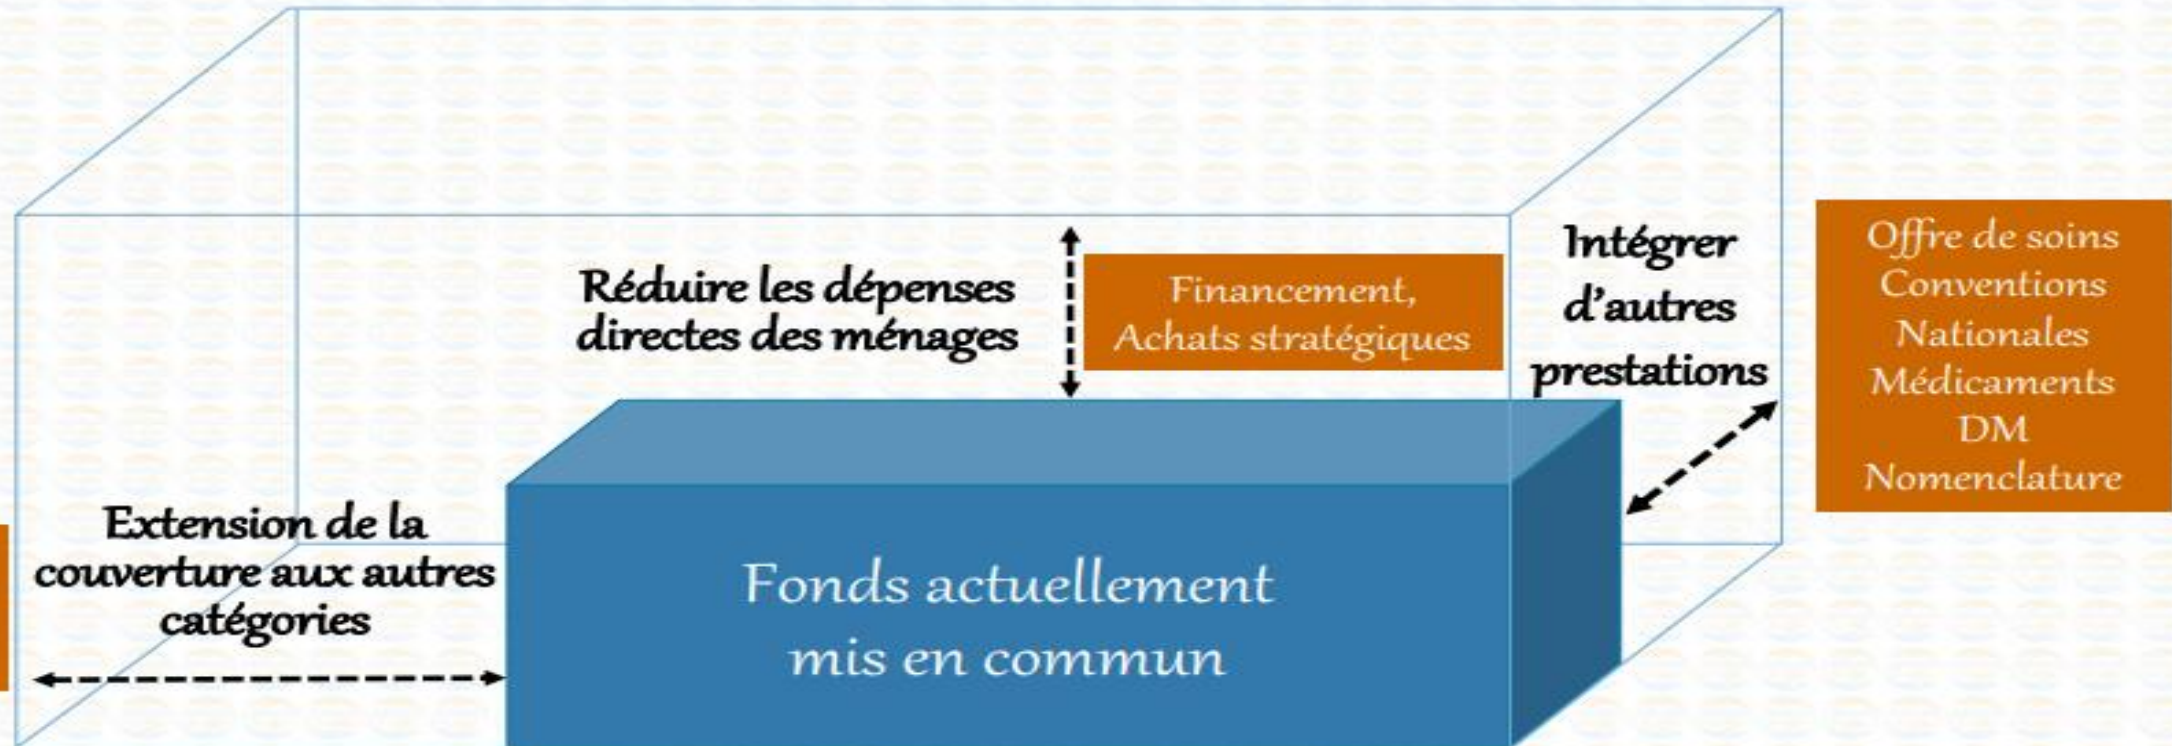 Réduire les dépenses
directes des ménages
Financement,
Achats stratégiques
Intégrer
d'autres
prestations
Offre de soins
Conventions
Nationales
Médicaments
DM
Nomenclature
Extension de la
couverture aux autres
catégories
Fonds actuellement
mis en commun